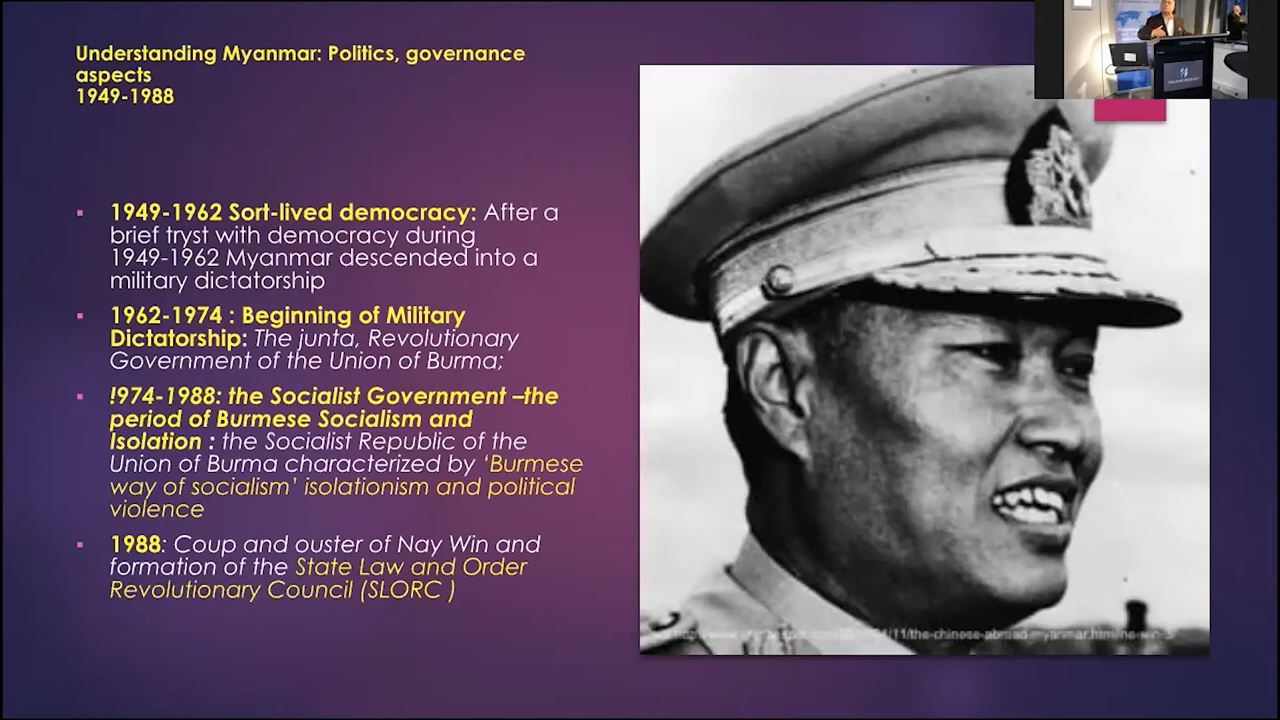 Understanding Myanmar: Politics, governance
aspects
1949-1988
1949-1962 Sort-lived democracy: After a
brief tryst with democracy during
1949-1962 Myanmar descended into a
military dictatorship
1962-1974 : Beginning of Military
Dictatorship: The junta, Revolutionary
Government of the Union of Burma;
!974-1988: the Socialist Government –the
period of Burmese Socialism and
Isolation : the Socialist Republic of the
Union of Burma characterized by ‘Burmese
way of socialism’ isolationism and political
violence
1988: Coup and ouster of Nay Win and
formation of the State Law and Order
Revolutionary Council (SLORC )